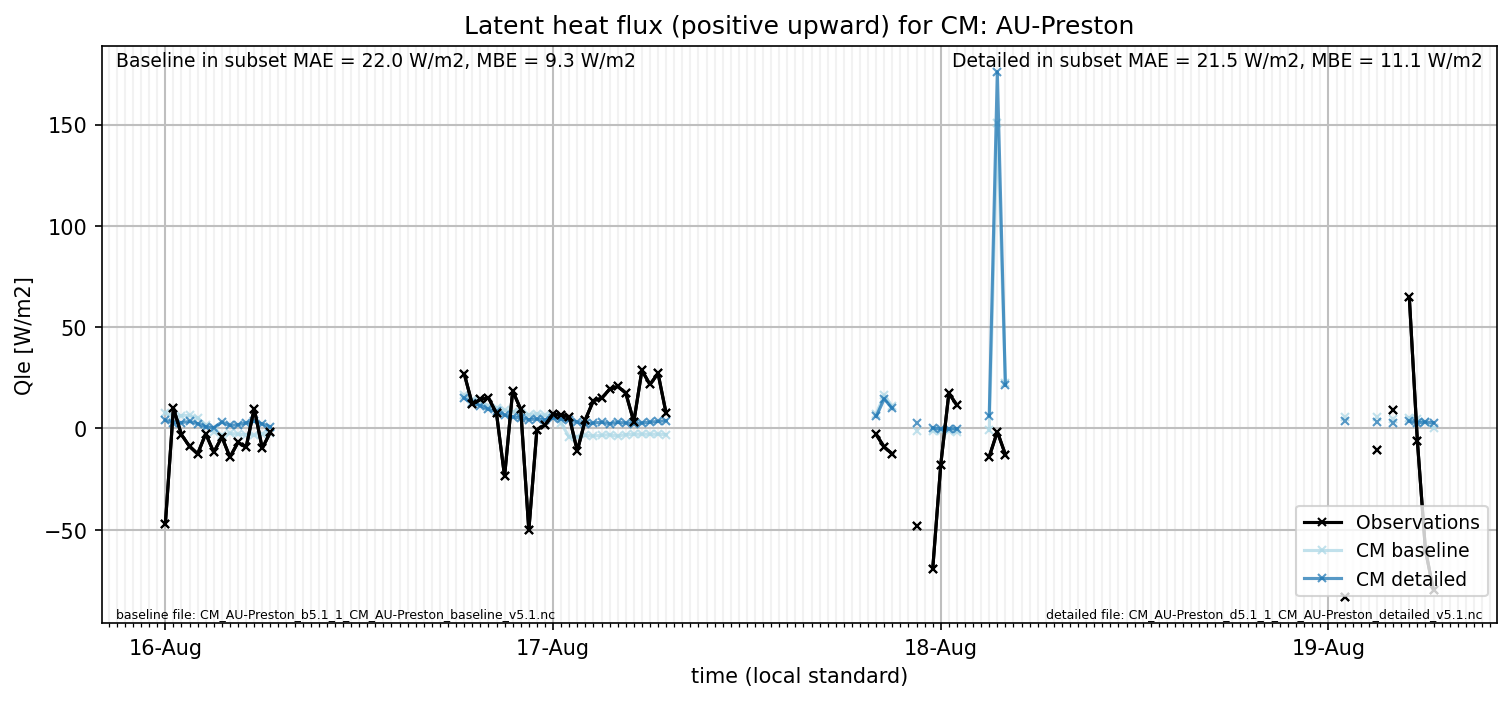 Latent heat flux (positive upward) for CM: AU-Preston
Baseline in subset MAE = 22.0 W/m2, MBE = 9.3 W/m2
Detailed in subset MAE = 21.5 W/m2, MBE = 11.1 W/m2
150
100
50
0
−50
Qle [W/m2]
Observations
CM baseline
CM detailed
baseline file: CM_AU-Preston_b5.1_1_CM_AU-Preston_baseline_v5.1.nc
detailed file: CM_AU-Preston_d5.1_1_CM_AU-Preston_detailed_v5.1.nc
16-Aug
17-Aug
18-Aug
19-Aug
time (local standard)